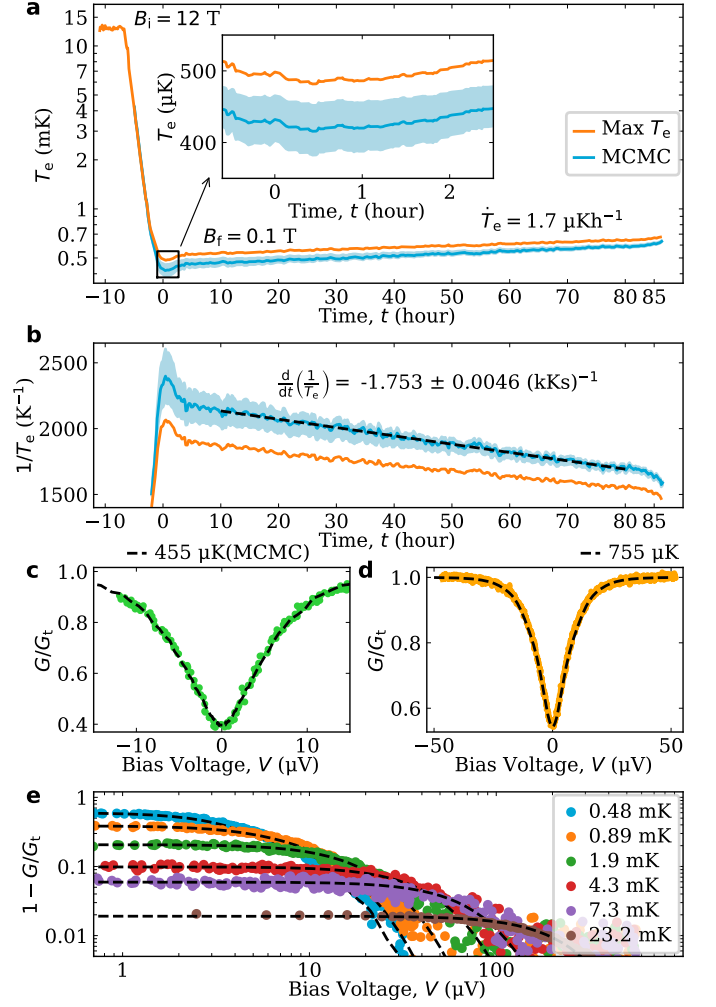 a
B_i = 12 T
15
10
5
4
3
2
1
0.7
0.5
T_e (mK)
500
400
T_e (µK)
0
1
2
Time, t (hour)
Max T_e
MCMC
B_f = 0.1 T
Ṫ_e = 1.7 µKh⁻¹
−10 0 10 20 30 40 50 60 70 80 85
Time, t (hour)
b
2500
2000
1500
1/T_e (K⁻¹)
d/dt(1/T_e) = -1.753 ± 0.0046 (kKs)⁻¹
−10 0 10 20 30 40 50 60 70 80 85
Time, t (hour)
c
455 µK(MCMC)
1.0
0.8
0.6
0.4
G/G_t
−10 0 10
Bias Voltage, V (µV)
d
755 µK
1.0
0.8
0.6
G/G_t
−50 0 50
Bias Voltage, V (µV)
e
1
0.1
0.01
1 − G/G_t
0.48 mK
0.89 mK
1.9 mK
4.3 mK
7.3 mK
23.2 mK
1 10 100
Bias Voltage, V (µV)